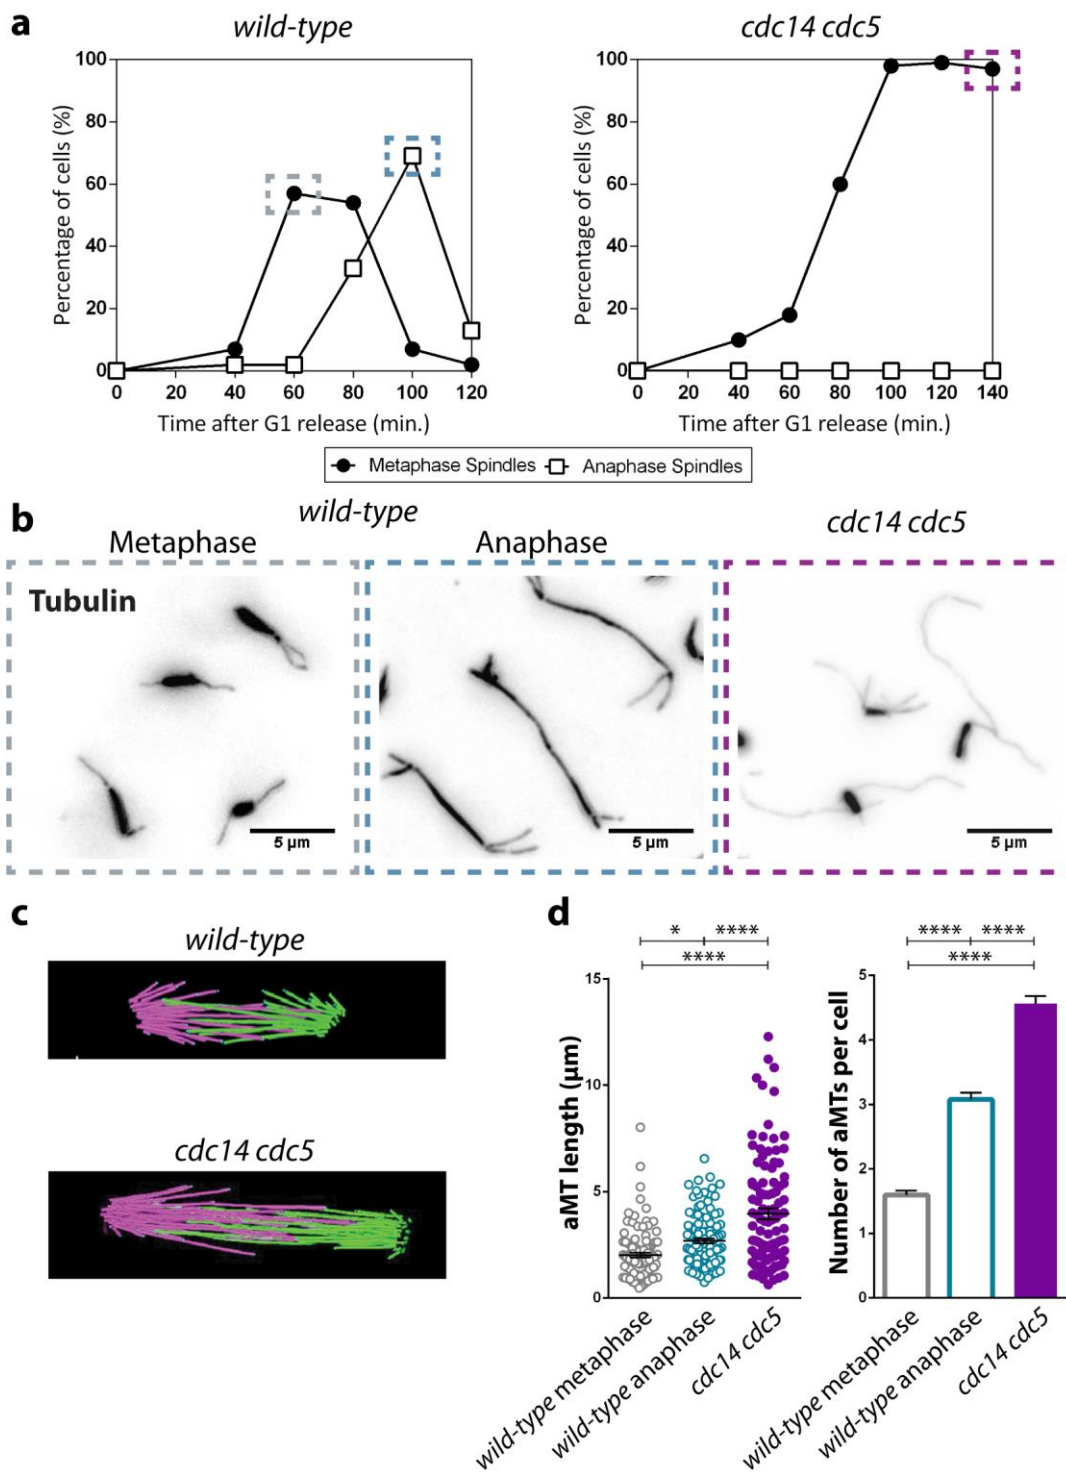 a
wild-type
cdc14 cdc5
100
80
60
40
20
0
Percentage of cells (%)
0 20 40 60 80 100 120
Time after G1 release (min.)
100
80
60
40
20
0
Percentage of cells (%)
0 20 40 60 80 100 120 140
Time after G1 release (min.)
Metaphase Spindles Anaphase Spindles
b
wild-type
cdc14 cdc5
Metaphase
Anaphase
Tubulin
5 µm
5 µm
5 µm
c
wild-type
cdc14 cdc5
d
* ****
****
15
10
5
0
aMT length (µm)
wild-type metaphase
wild-type anaphase
cdc14 cdc5
**** ****
****
5
4
3
2
1
0
Number of aMTs per cell
wild-type metaphase
wild-type anaphase
cdc14 cdc5